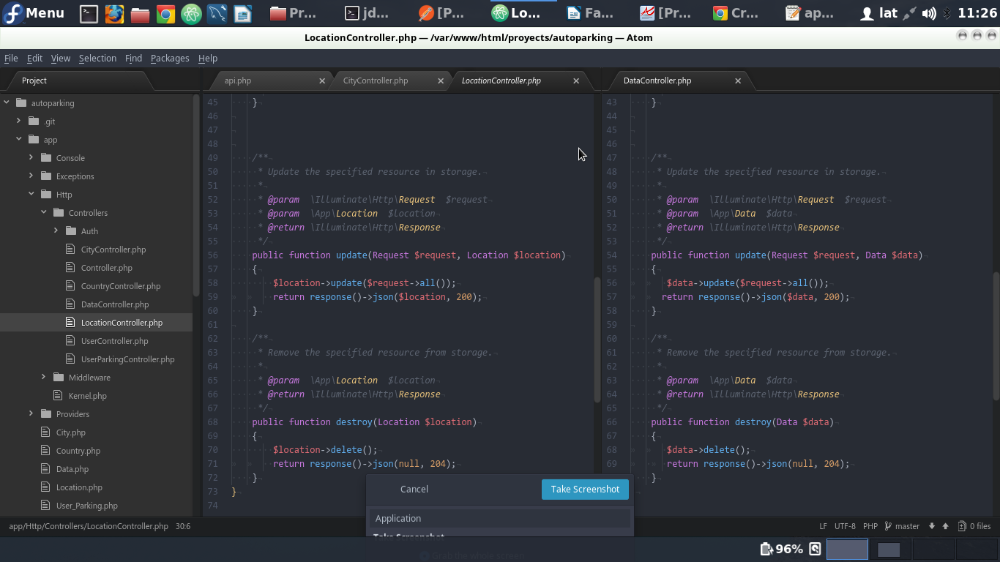 Menu
Pr...
jd...
[P...
Lo...
Fa...
[Pr...
Cr...
ap...
lat
11:26
LocationController.php — /var/www/html/proyects/autoparking — Atom
File Edit View Selection Find Packages Help
Project
api.php
CityController.php
LocationController.php
DataController.php
autoparking
.git
app
Console
Exceptions
Http
Controllers
Auth
CityController.php
Controller.php
CountryController.php
DataController.php
LocationController.php
UserController.php
UserParkingController.php
Middleware
Kernel.php
Providers
City.php
Country.php
Data.php
Location.php
User_Parking.php
45 }
46
47
48
49 /**
50 * Update the specified resource in storage.
51 *
52 * @param \Illuminate\Http\Request $request
53 * @param \App\Location $location
54 * @return \Illuminate\Http\Response
55 */
56 public function update(Request $request, Location $location)
57 {
58 $location->update($request->all());
59 return response()->json($location, 200);
60 }
61
62 /**
63 * Remove the specified resource from storage.
64 *
65 * @param \App\Location $location
66 * @return \Illuminate\Http\Response
67 */
68 public function destroy(Location $location)
69 {
70 $location->delete();
71 return response()->json(null, 204);
72 }
73 }
74
43 }
44
45
46
47 /**
48 * Update the specified resource in storage.
49 *
50 * @param \Illuminate\Http\Request $request
51 * @param \App\Data $data
52 * @return \Illuminate\Http\Response
53 */
54 public function update(Request $request, Data $data)
55 {
56 $data->update($request->all());
57 return response()->json($data, 200);
58 }
59
60 /**
61 * Remove the specified resource from storage.
62 *
63 * @param \App\Data $data
64 * @return \Illuminate\Http\Response
65 */
66 public function destroy(Data $data)
67 {
68 $data->delete();
69 return response()->json(null, 204);
}
Cancel
Take Screenshot
Application
Take Screenshot
Grab the whole screen
app/Http/Controllers/LocationController.php 30:6
LF UTF-8 PHP master 0 files
96%